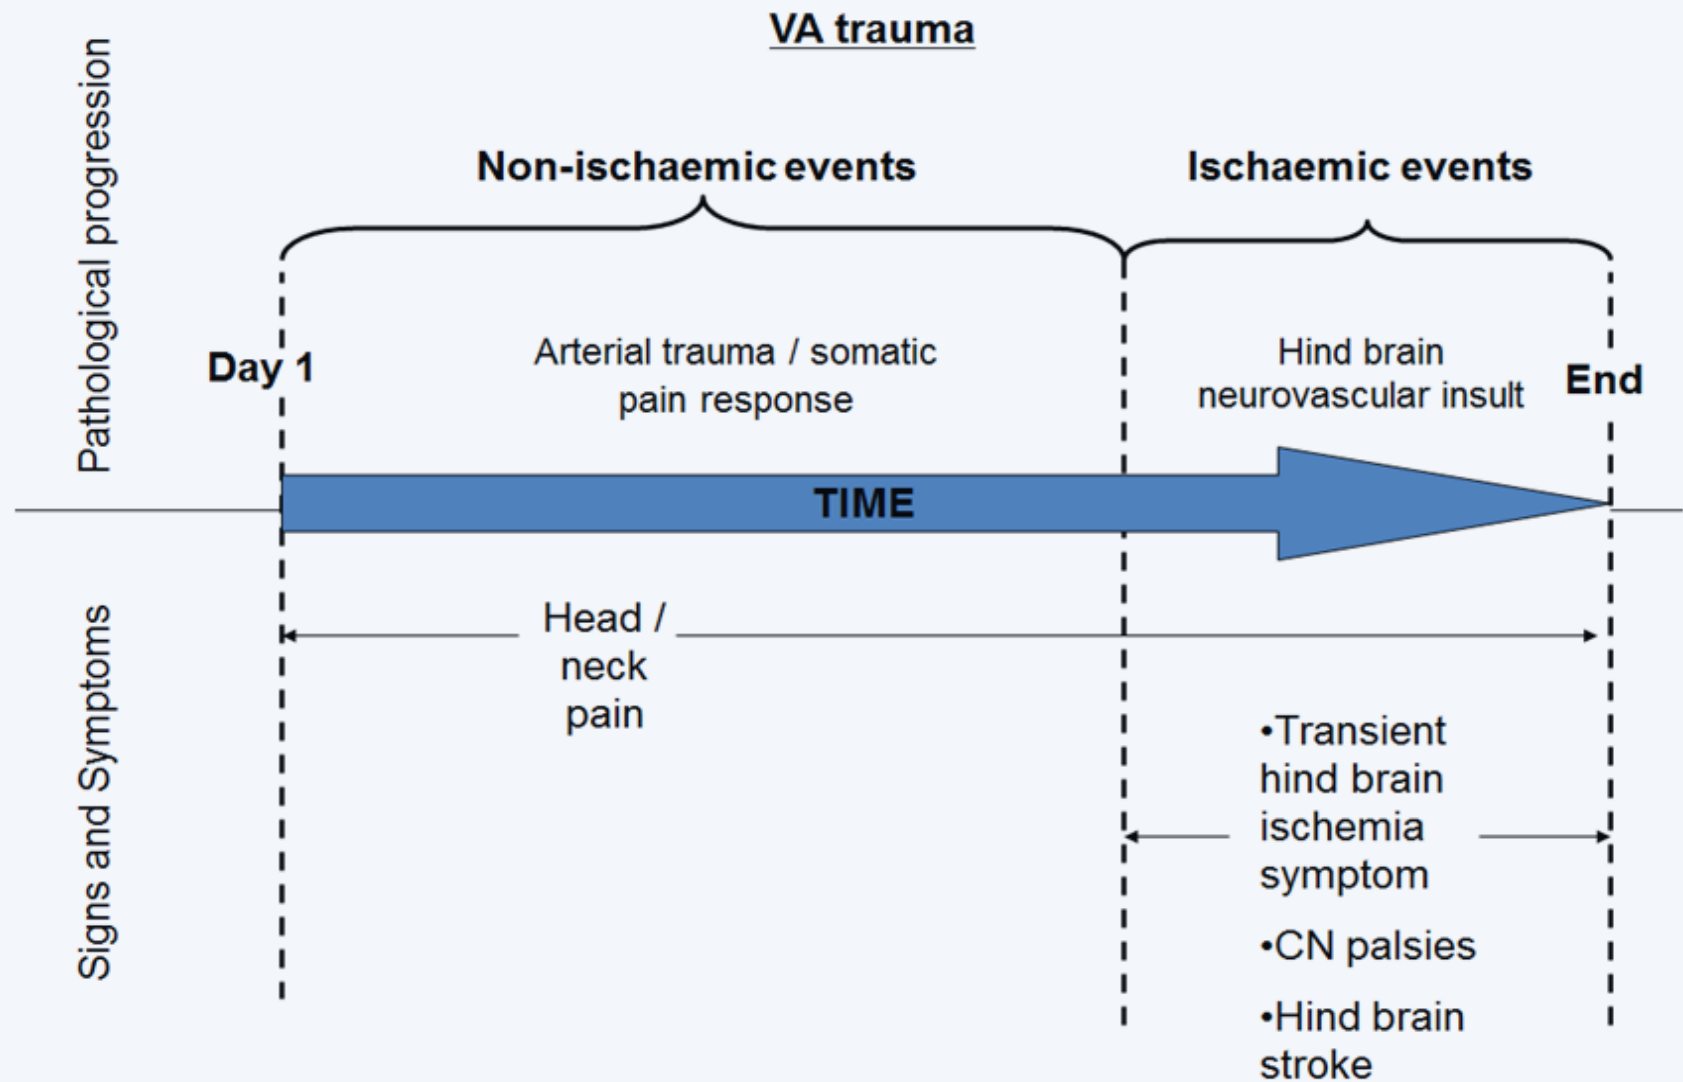 VA trauma
Pathological progression
Non-ischaemic events
Ischaemic events
Day 1
Arterial trauma / somatic
pain response
Hind brain
neurovascular insult
End
TIME
Signs and Symptoms
Head /
neck
pain
•Transient
hind brain
ischemia
symptom
•CN palsies
•Hind brain
stroke